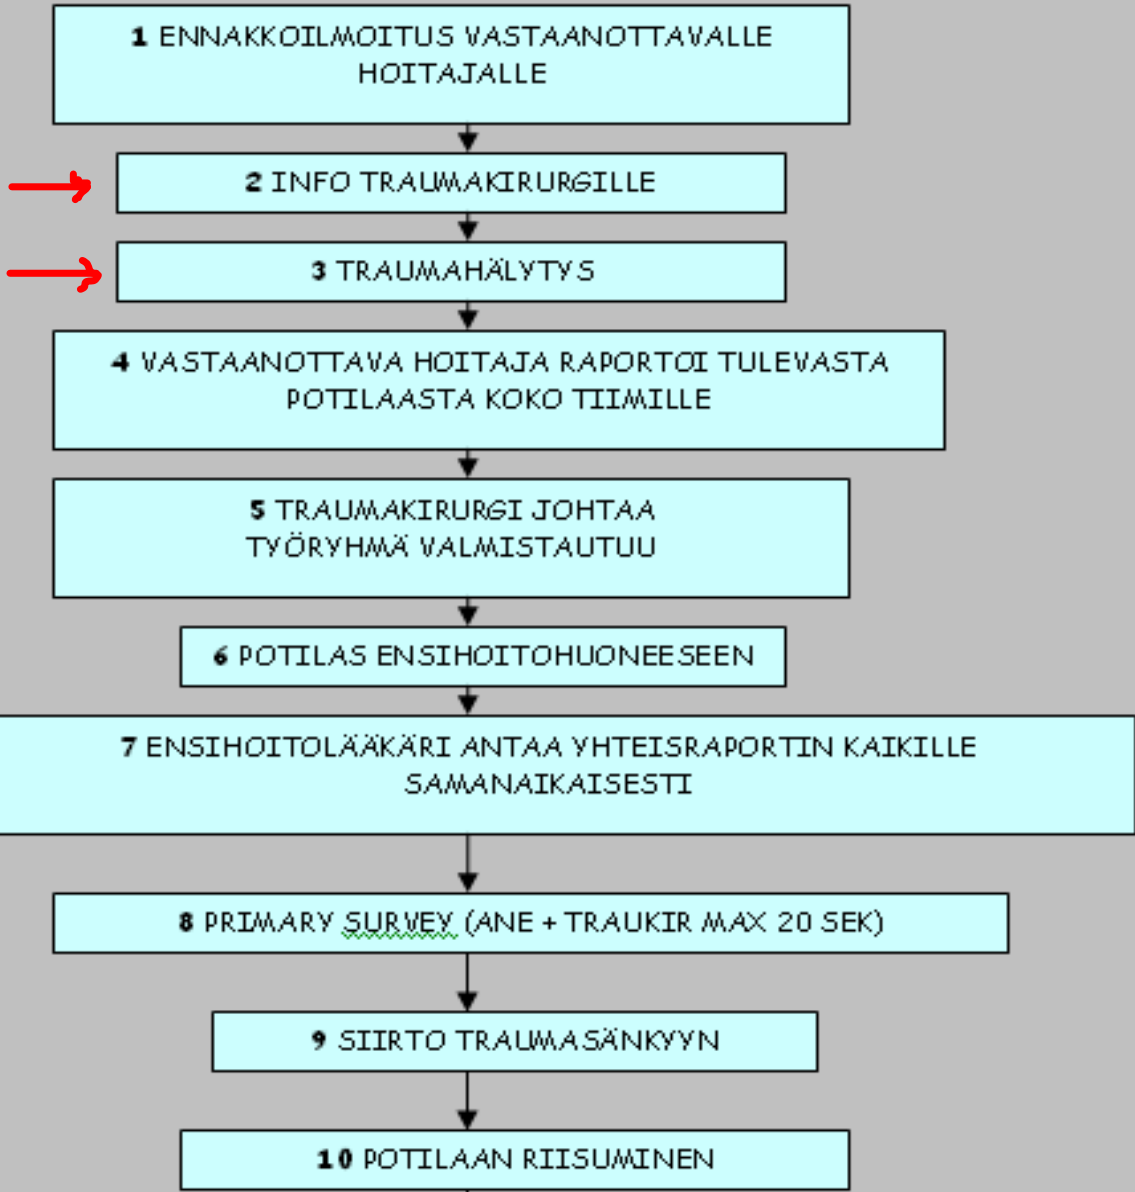 1 ENNAKKOILMOITUS VASTAANOTTAVALLE
HOITAJALLE
2 INFO TRAUMAKIRURGILLE
3 TRAUMAHÄLYTYS
4 VASTAANOTTAVA HOITAJA RAPORTOI TULEVASTA
POTILAASTA KOKO TIIMILLE
5 TRAUMAKIRURGI JOHTAA
TYÖRYHMÄ VALMISTAUTUU
6 POTILAS ENSIHOITOHUONEESEEN
7 ENSIHOITOLÄÄKÄRI ANTAA YHTEISRAPORTIN KAIKILLE
SAMANAIKAISESTI
8 PRIMARY SURVEY (ANE + TRAUKIR MAX 20 SEK)
9 SIIRTO TRAUMASÄNKYYN
10 POTILAAN RIISUMINEN